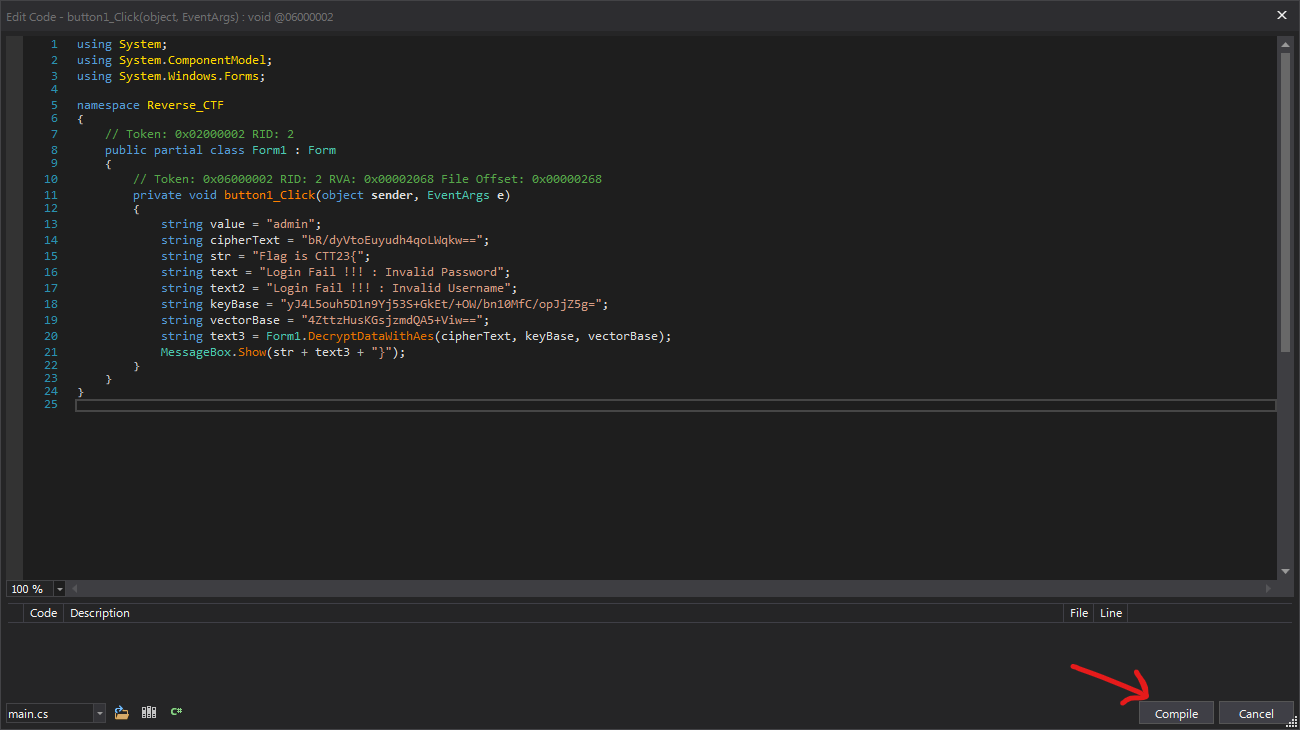 Edit Code - button1_Click(object, EventArgs) : void @06000002
1 using System;
2 using System.ComponentModel;
3 using System.Windows.Forms;
4
5 namespace Reverse_CTF
6 {
7 // Token: 0x02000002 RID: 2
8 public partial class Form1 : Form
9 {
10 // Token: 0x06000002 RID: 2 RVA: 0x00002068 File Offset: 0x00000268
11 private void button1_Click(object sender, EventArgs e)
12 {
13 string value = "admin";
14 string cipherText = "bR/dyVtoEuyudh4qoLWqkw==";
15 string str = "Flag is CTT23{";
16 string text = "Login Fail !!! : Invalid Password";
17 string text2 = "Login Fail !!! : Invalid Username";
18 string keyBase = "yJ4L5ouh5D1n9Yj53S+GkEt/+OW/bn10MfC/opJjZ5g=";
19 string vectorBase = "4ZttzHusKGsjzmdQA5+Viw==";
20 string text3 = Form1.DecryptDataWithAes(cipherText, keyBase, vectorBase);
21 MessageBox.Show(str + text3 + "}");
22 }
23 }
24 }
25
100 %
Code Description File Line
main.cs C# Compile Cancel